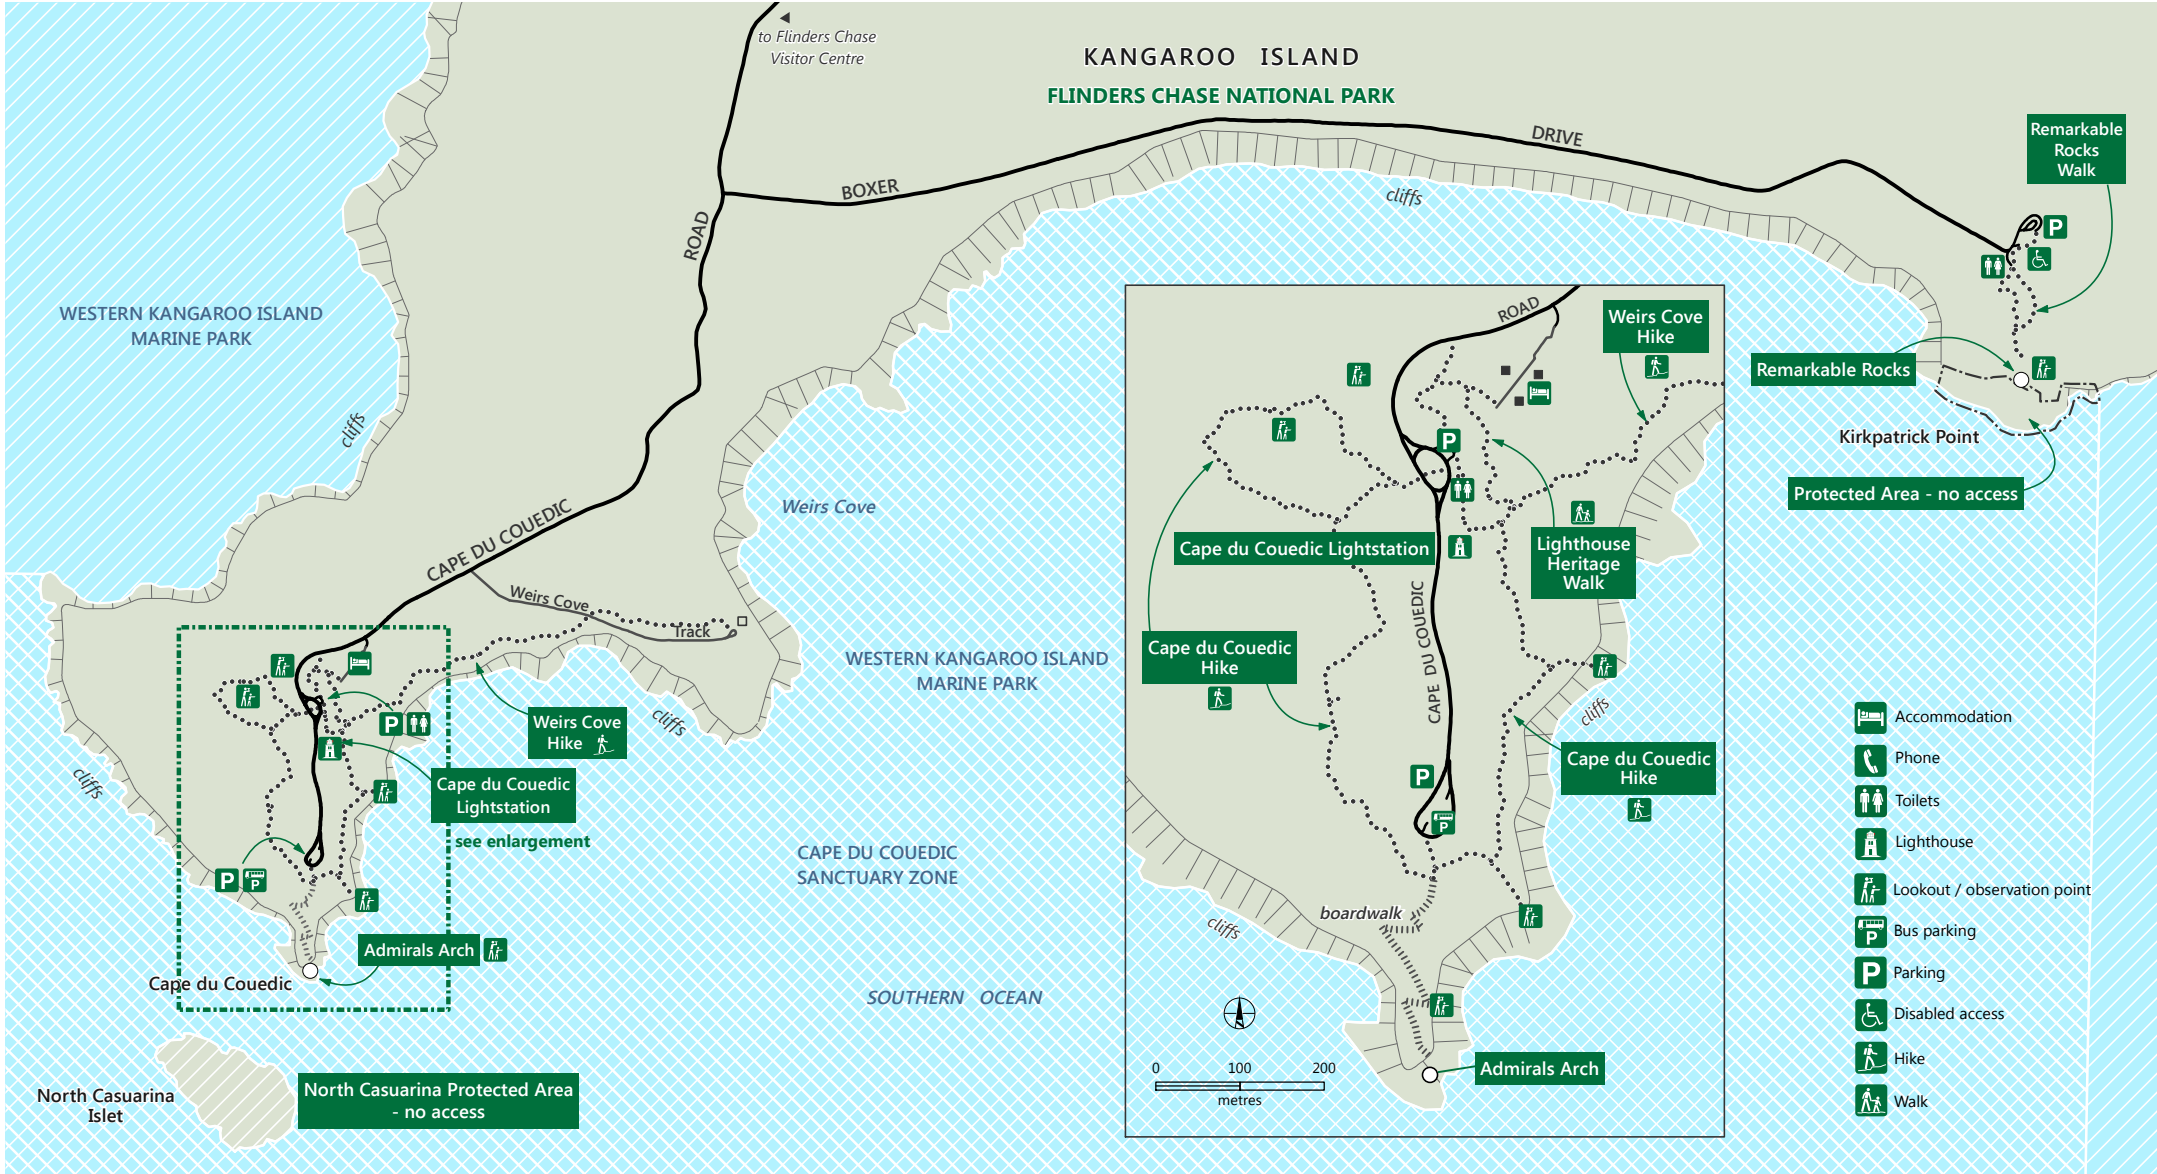 to Flinders Chase
Visitor Centre
KANGAROO ISLAND
FLINDERS CHASE NATIONAL PARK
DRIVE
BOXER
ROAD
cliffs
Remarkable
Rocks
Walk
P
WESTERN KANGAROO ISLAND
MARINE PARK
cliffs
Remarkable Rocks
Kirkpatrick Point
Protected Area - no access
Weirs Cove
CAPE DU COUEDIC
Weirs Cove
Track
WESTERN KANGAROO ISLAND
MARINE PARK
cliffs
Weirs Cove
Hike
P
Cape du Couedic
Lightstation
see enlargement
cliffs
P
P
CAPE DU COUEDIC
SANCTUARY ZONE
Admirals Arch
Cape du Couedic
SOUTHERN OCEAN
North Casuarina
Islet
North Casuarina Protected Area
- no access
ROAD
Weirs Cove
Hike
P
Cape du Couedic Lightstation
Lighthouse
Heritage
Walk
CAPE DU COUEDIC
Cape du Couedic
Hike
cliffs
Cape du Couedic
Hike
P
P
boardwalk
cliffs
0 100 200
metres
Admirals Arch
Accommodation
Phone
Toilets
Lighthouse
Lookout / observation point
P Bus parking
P Parking
Disabled access
Hike
Walk